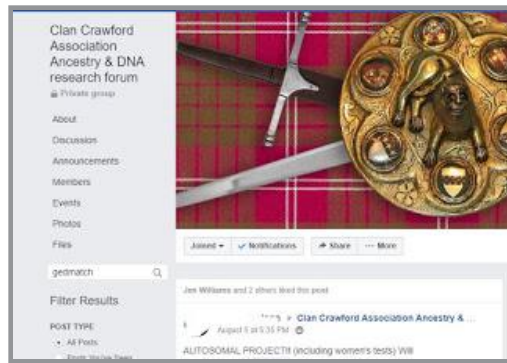 Clan Crawford
Association
Ancestry & DNA
research forum
Private group
About
Discussion
Announcements
Members
Events
Photos
Files
gedmatch
Filter Results
POST TYPE
All Posts
Joined
Notifications
Share
More
Jen Williams and 2 others liked this post
Clan Crawford Association Ancestry & ...
August 5 at 5:35 PM
AUTOSOMAL PROJECT!! (including women's tests) Will